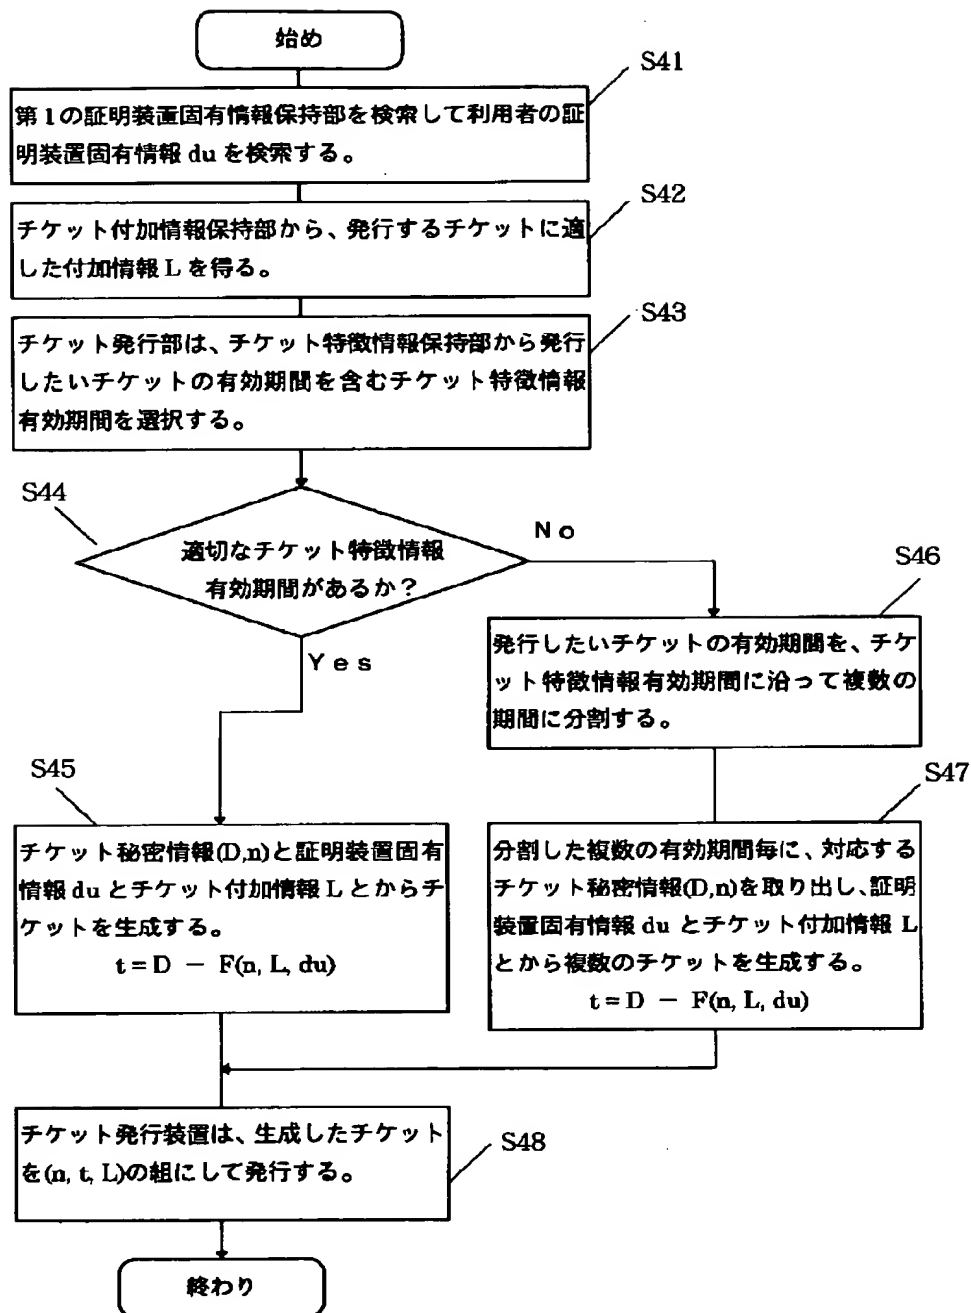 始め
S41
第1の証明装置固有情報保持部を検索して利用者の証
明装置固有情報 du を検索する。
S42
チケット付加情報保持部から、発行するチケットに適
した付加情報 L を得る。
S43
チケット発行部は、チケット特徴情報保持部から発行
したいチケットの有効期間を含むチケット特徴情報
有効期間を選択する。
S44
適切なチケット特徴情報
有効期間があるか？
No
Yes
S46
発行したいチケットの有効期間を、チケ
ット特徴情報有効期間に沿って複数の
期間に分割する。
S45
チケット秘密情報(D,n)と証明装置固有
情報 du とチケット付加情報 L とからチ
ケットを生成する。
t = D － F(n, L, du)
S47
分割した複数の有効期間毎に、対応する
チケット秘密情報(D,n)を取り出し、証明
装置固有情報 du とチケット付加情報 L
とから複数のチケットを生成する。
t = D － F(n, L, du)
チケット発行装置は、生成したチケット
を(n, t, L)の組にして発行する。
S48
終わり